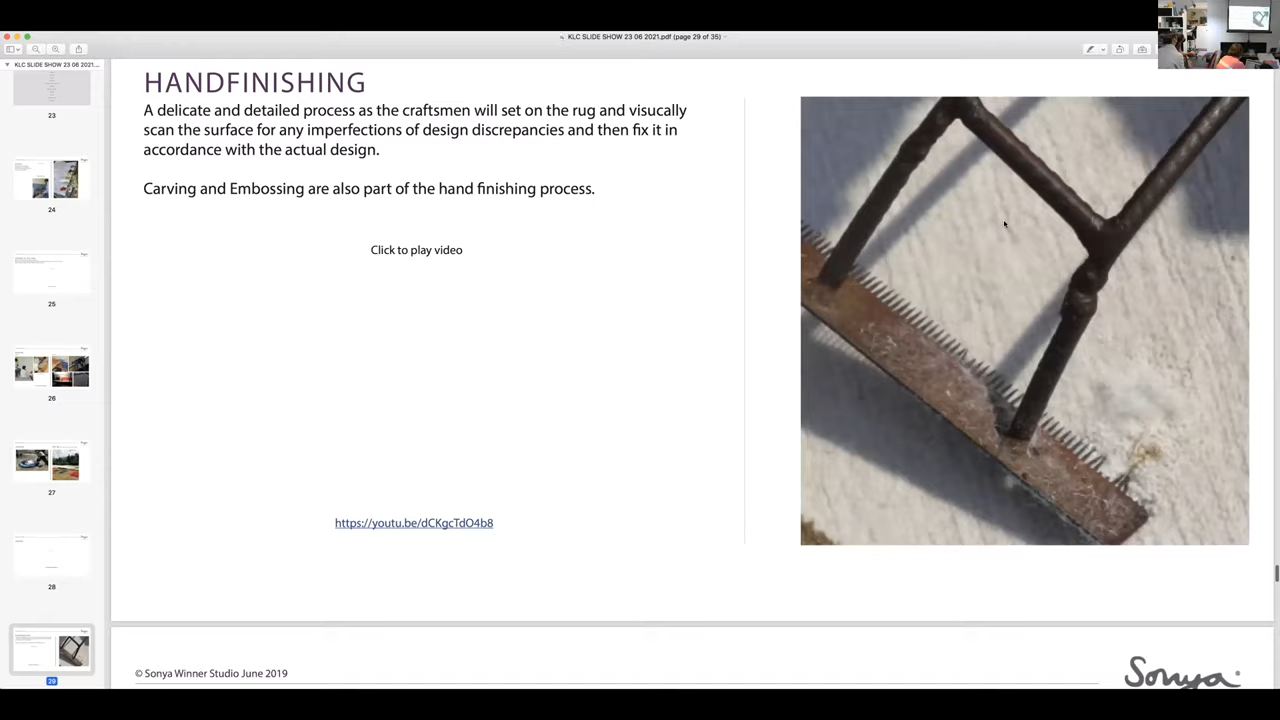 KLC SLIDE SHOW 23 06 2021.pdf (page 29 of 35)
KLC SLIDE SHOW 23 06 2021....
23
24
25
26
27
28
29
HANDFINISHING
A delicate and detailed process as the craftsmen will set on the rug and visucally
scan the surface for any imperfections of design discrepancies and then fix it in
accordance with the actual design.
Carving and Embossing are also part of the hand finishing process.
Click to play video
https://youtu.be/dCKgcTdO4b8
© Sonya Winner Studio June 2019
Sonya